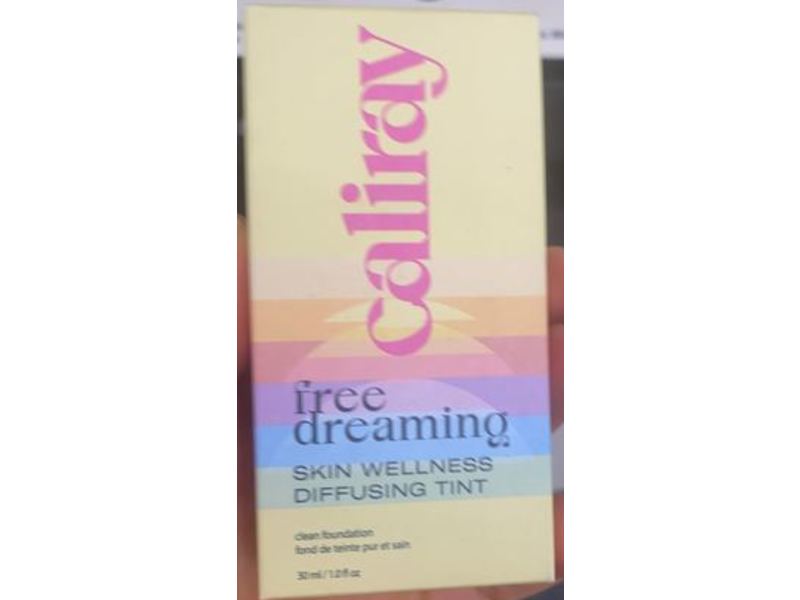 caliray
free
dreaming
SKIN WELLNESS
DIFFUSING TINT
clean foundation
fond de teinte pur et sain
30 ml / 1.0 fl oz